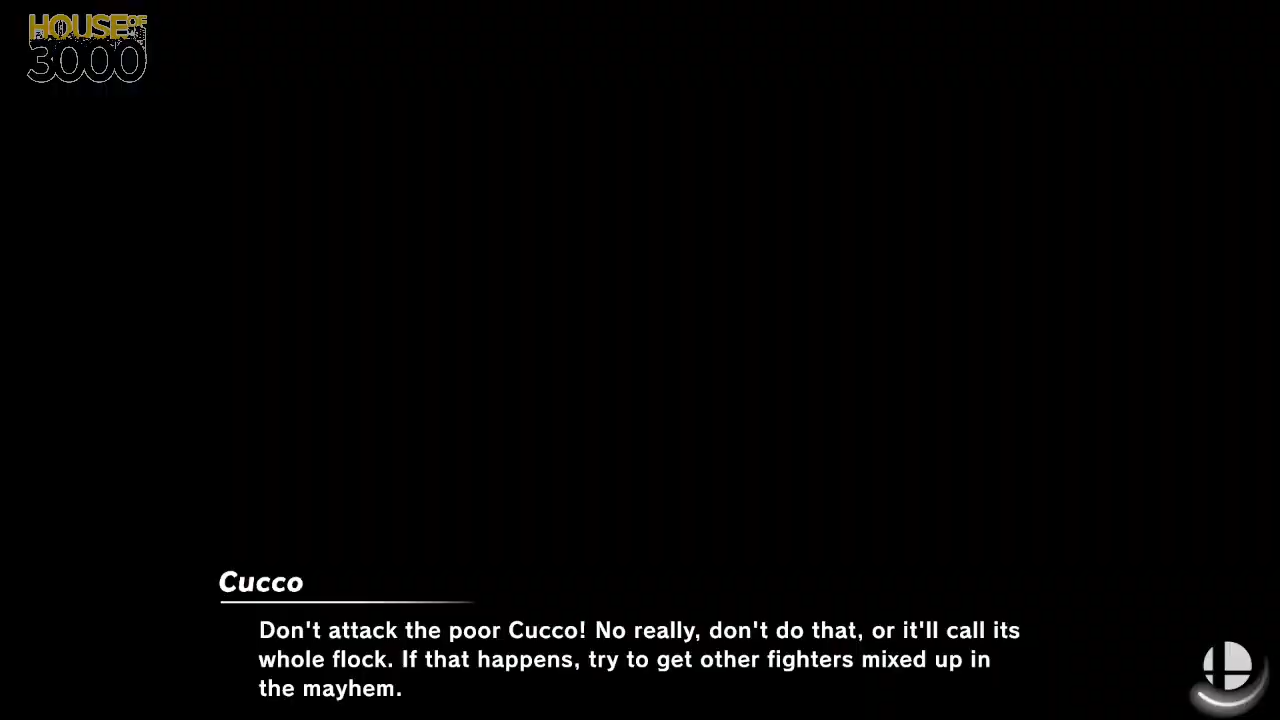 HOUSE OF
3000
Cucco
Don't attack the poor Cucco! No really, don't do that, or it'll call its
whole flock. If that happens, try to get other fighters mixed up in
the mayhem.